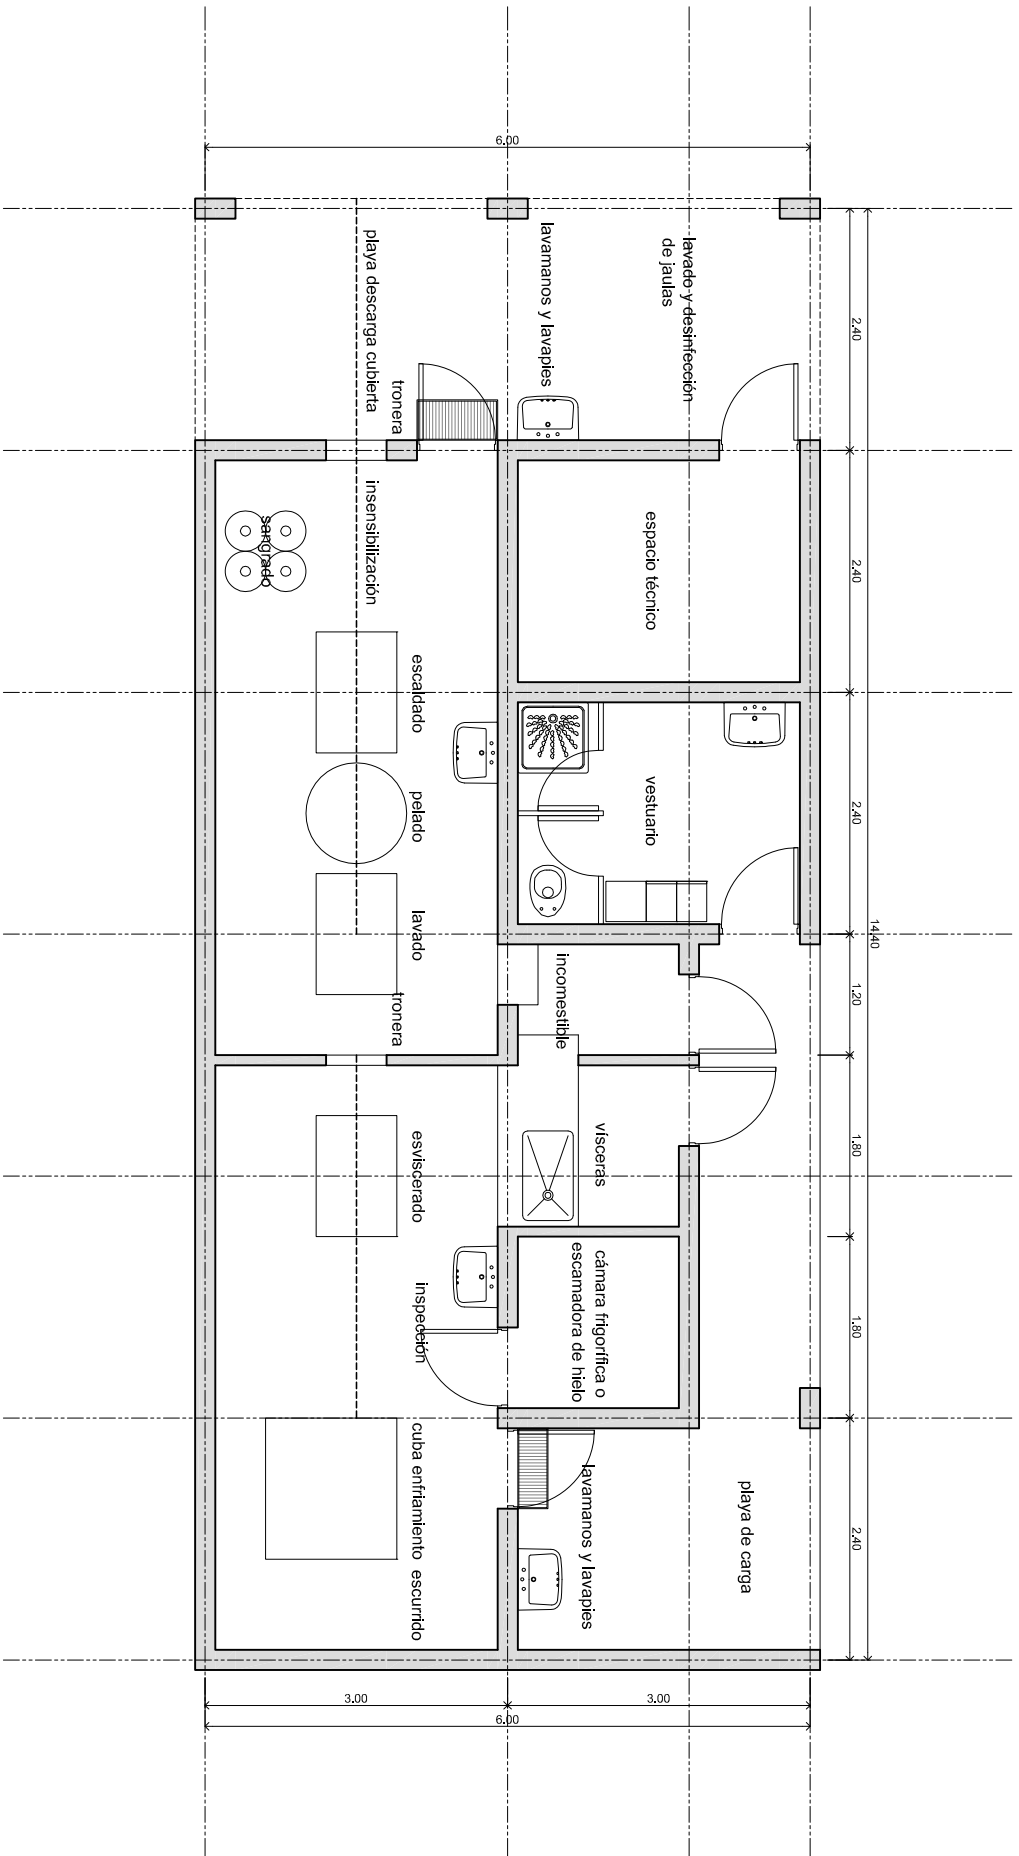 6.00
playa descarga cubierta
lavamanos y lavapies
lavado y desinfección
de jaulas
2.40
tronera
insensibilización
sangrado
espacio técnico
2.40
escaldado
pelado
vestuario
2.40
lavado
tronera
incomestible
14.40
1.20
esviscerado
vísceras
1.80
inspección
cámara frigorífica o
escamadora de hielo
1.80
cuba enfriamiento
escurrido
lavamanos y lavapies
playa de carga
2.40
3.00
3.00
6.00